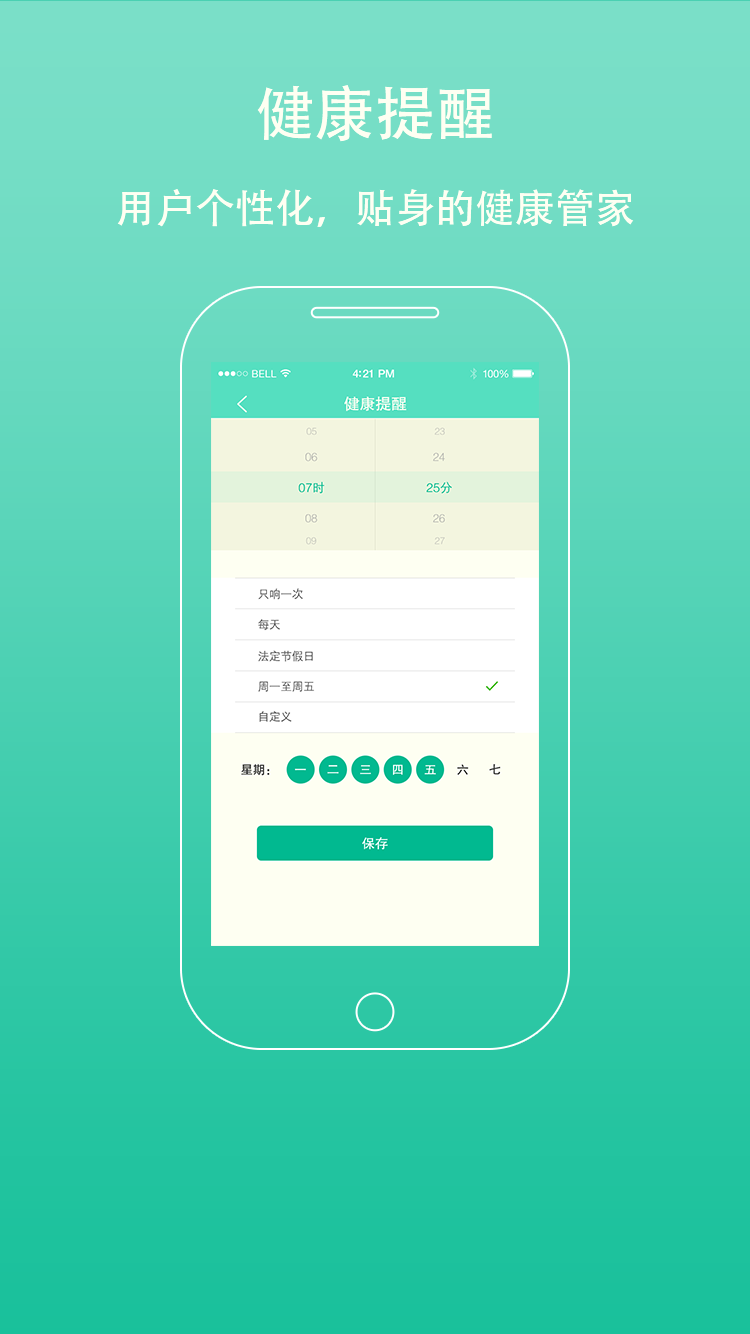 健康提醒
用户个性化，贴身的健康管家
BELL 4:21 PM 100%
健康提醒
05 23
06 24
07时 25分
08 26
09 27
只响一次
每天
法定节假日
周一至周五
自定义
星期： 一 二 三 四 五 六 七
保存